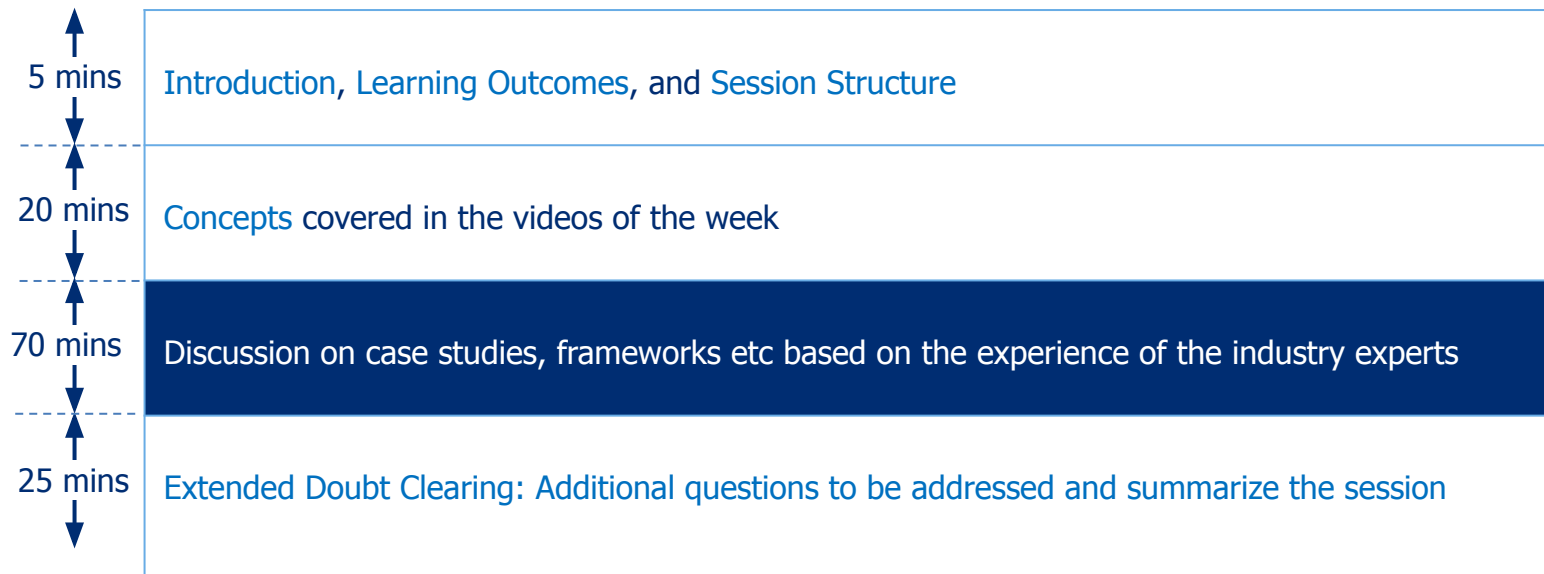 5 mins
Introduction, Learning Outcomes, and Session Structure
20 mins
Concepts covered in the videos of the week
70 mins
Discussion on case studies, frameworks etc based on the experience of the industry experts
25 mins
Extended Doubt Clearing: Additional questions to be addressed and summarize the session